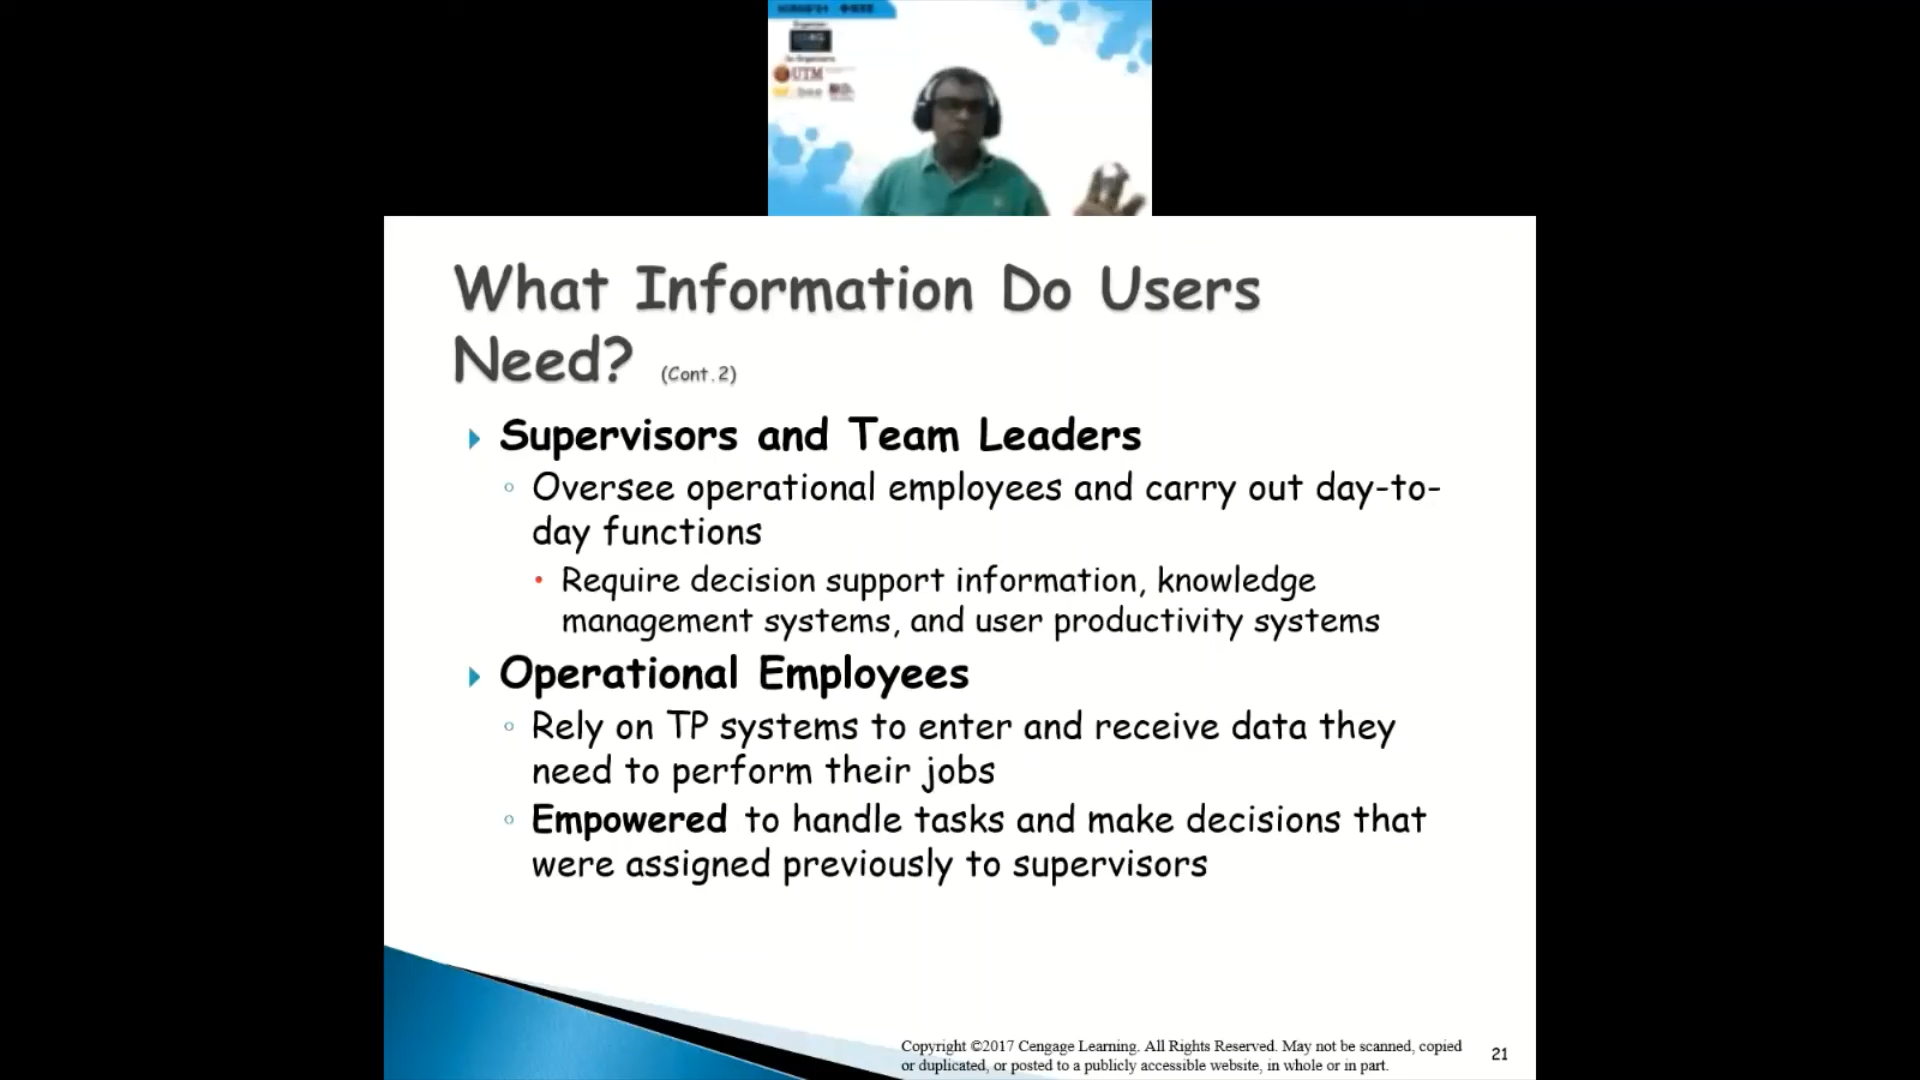 UTM
What Information Do Users
Need? (Cont.2)
Supervisors and Team Leaders
Oversee operational employees and carry out day-to-
day functions
Require decision support information, knowledge
management systems, and user productivity systems
Operational Employees
Rely on TP systems to enter and receive data they
need to perform their jobs
Empowered to handle tasks and make decisions that
were assigned previously to supervisors
Copyright ©2017 Cengage Learning. All Rights Reserved. May not be scanned, copied
or duplicated, or posted to a publicly accessible website, in whole or in part.
21